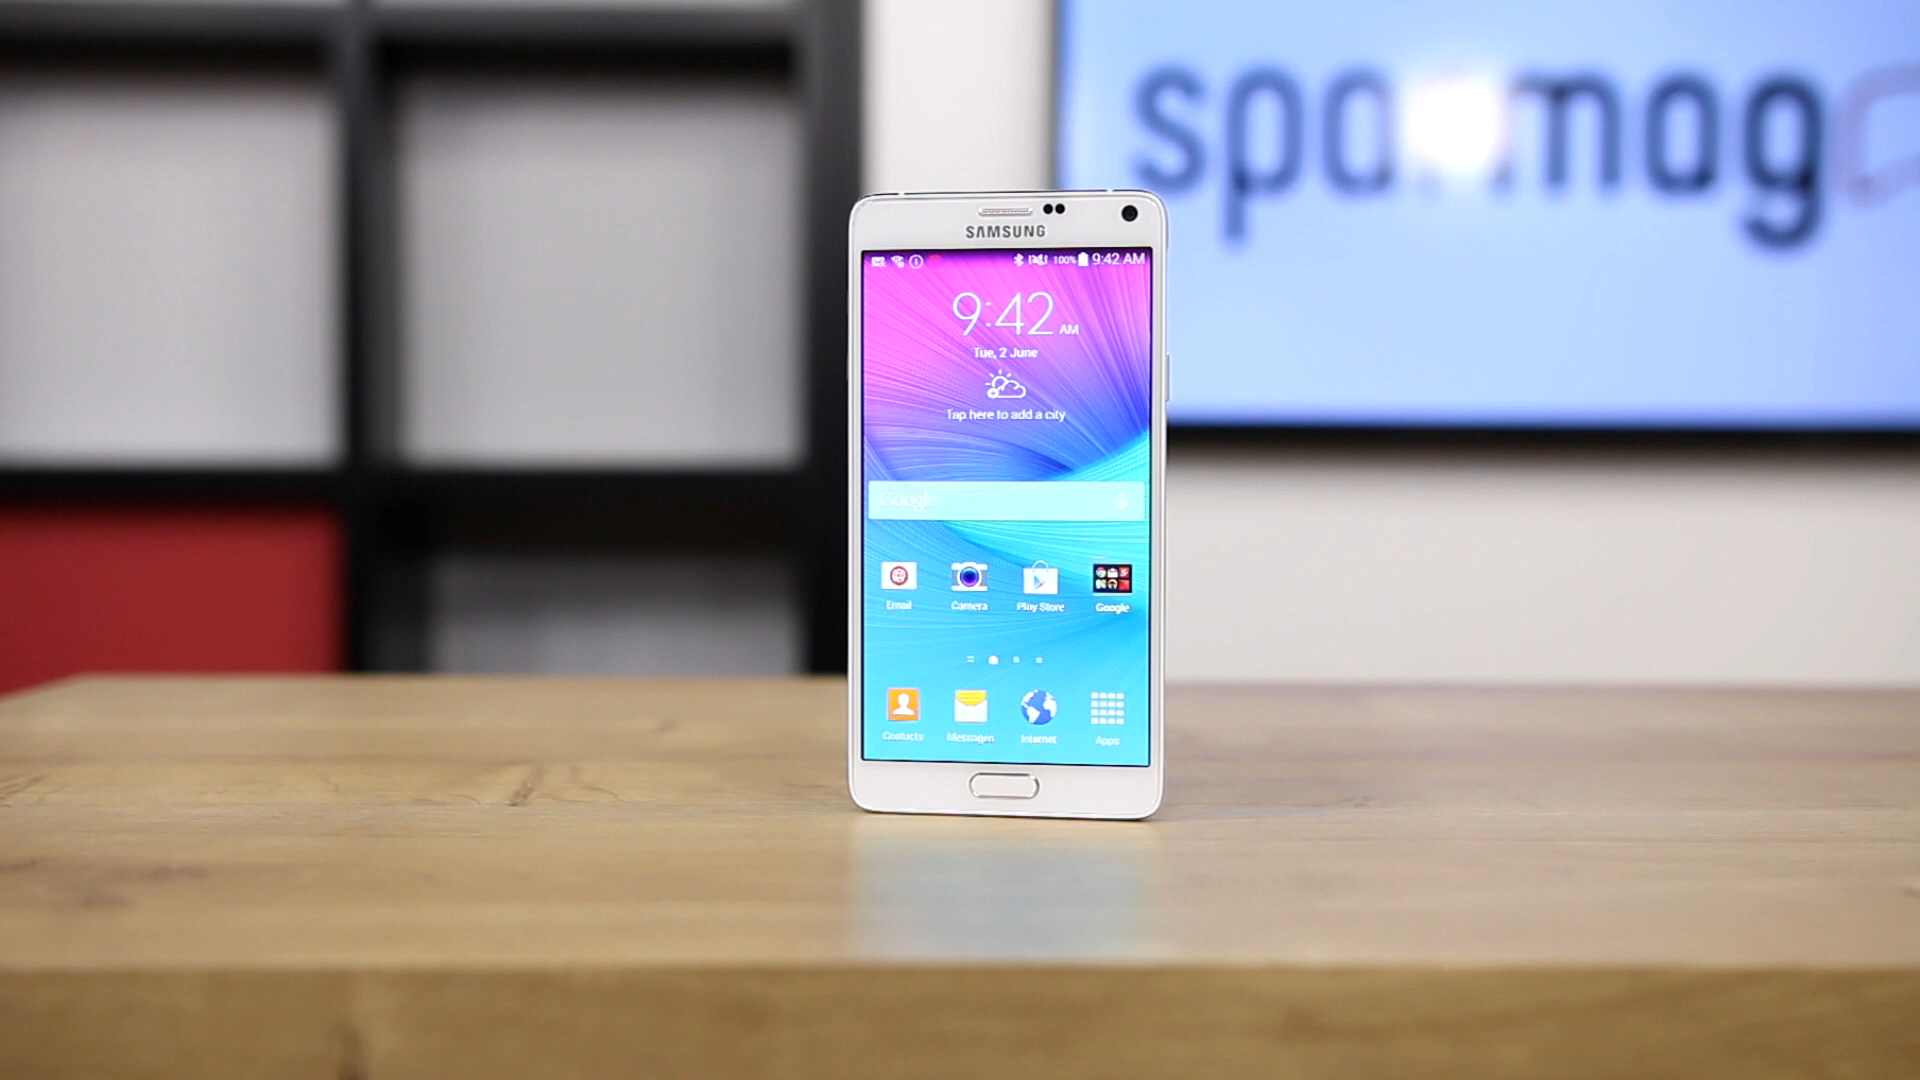 SAMSUNG
100% 9:42 AM
9:42 AM
Tue, 2 June
Tap here to add a city
Google
Email Camera Play Store Google
Contacts Messages Internet Apps